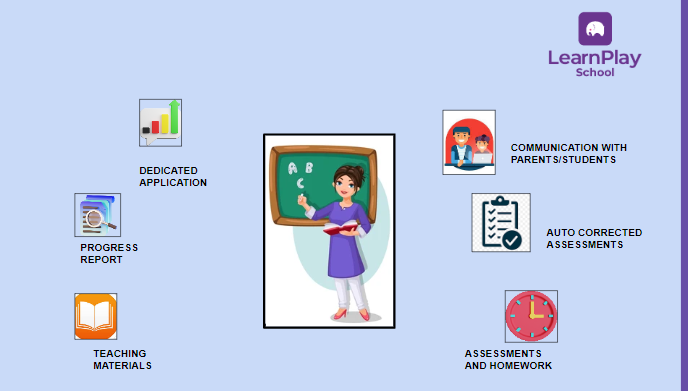 LearnPlay
School
DEDICATED
APPLICATION
PROGRESS
REPORT
TEACHING
MATERIALS
A B
C
COMMUNICATION WITH
PARENTS/STUDENTS
AUTO CORRECTED
ASSESSMENTS
ASSESSMENTS
AND HOMEWORK